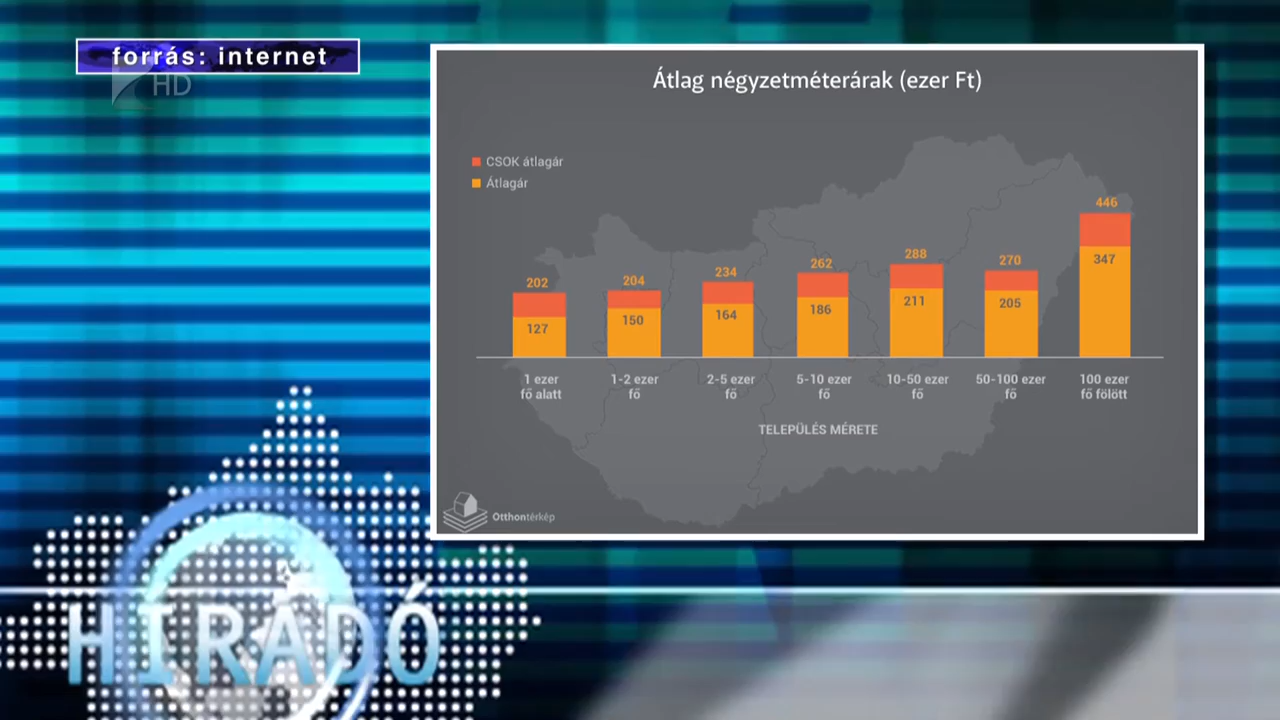 forrás: internet
HD
Átlag négyzetméterárak (ezer Ft)
CSOK átlagár
Átlagár
202
204
234
262
288
270
446
127
150
164
186
211
205
347
1 ezer
fő alatt
1-2 ezer
fő
2-5 ezer
fő
5-10 ezer
fő
10-50 ezer
fő
50-100 ezer
fő
100 ezer
fő fölött
TELEPÜLÉS MÉRETE
Otthontérkép
HÍRADÓ